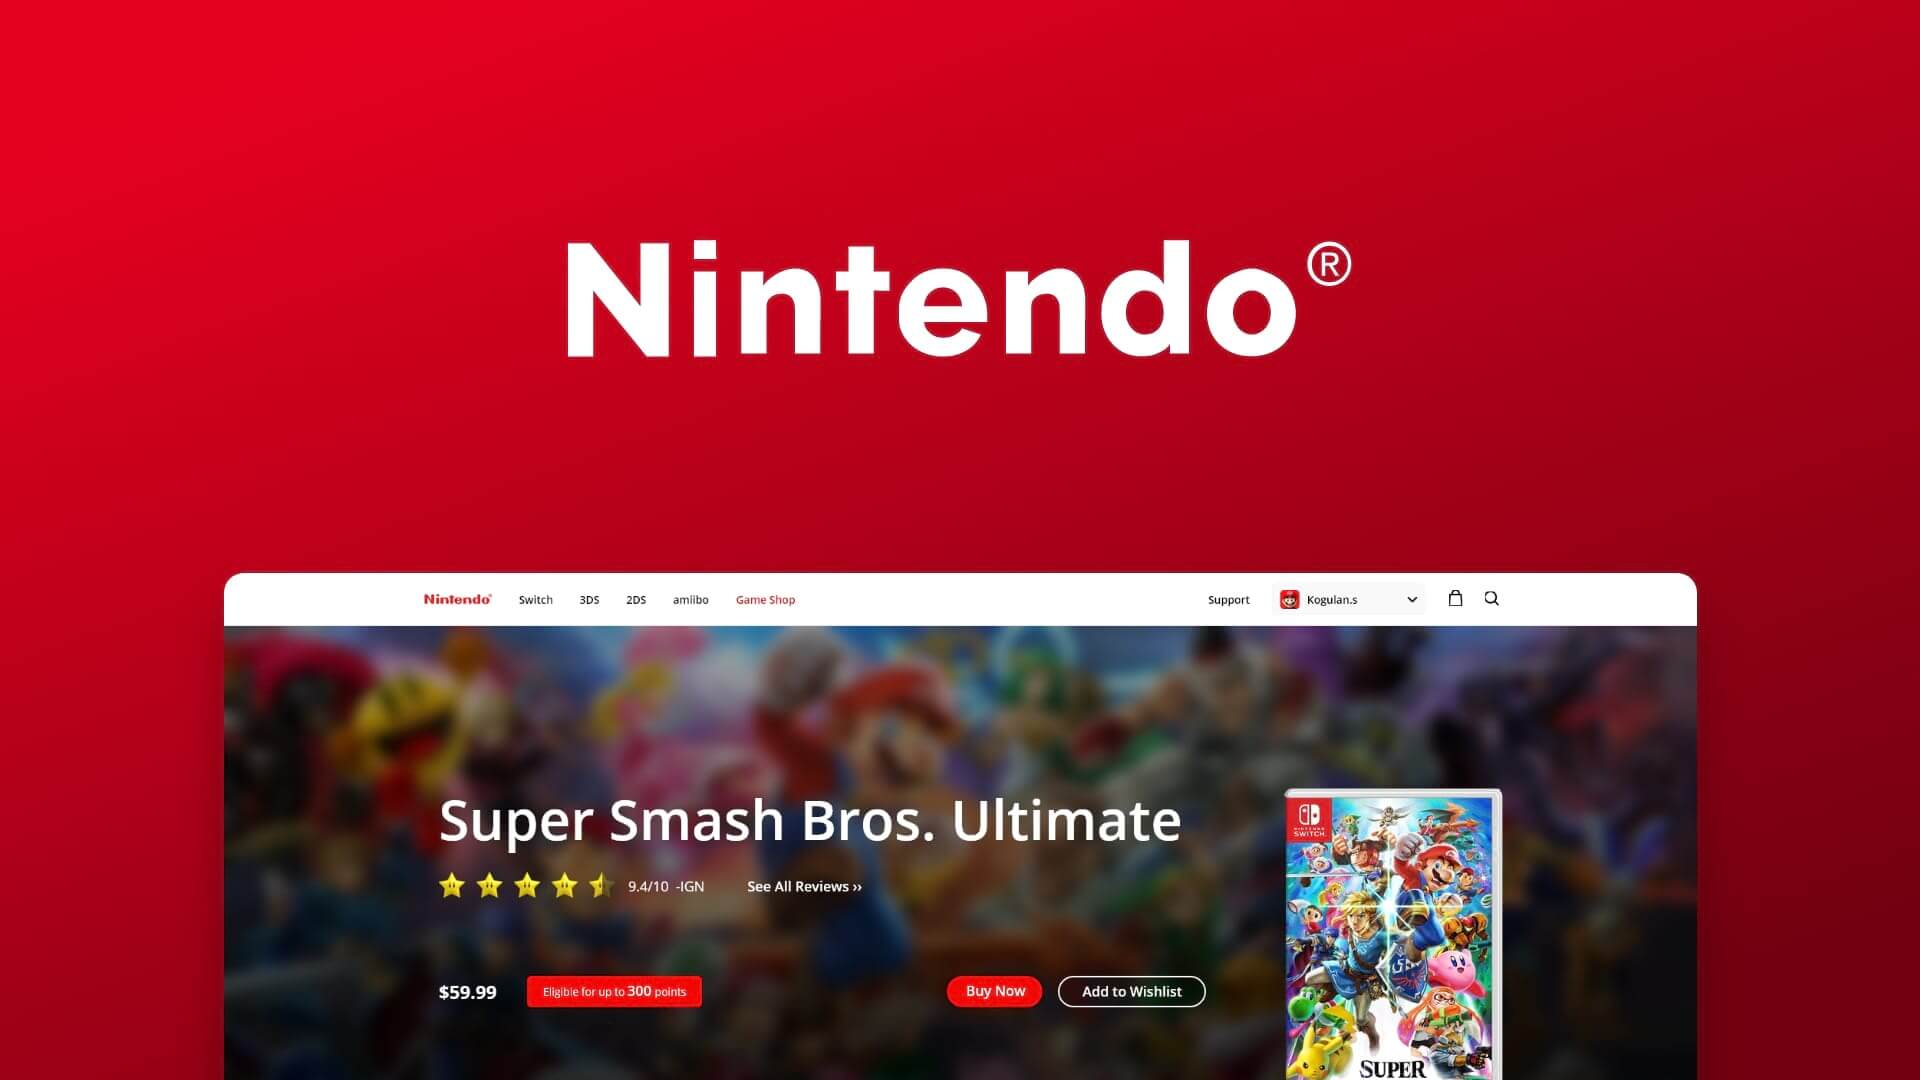 Nintendo®
Nintendo® Switch 3DS 2DS amiibo Game Shop Support Kogulan.s
Super Smash Bros. Ultimate
9.4/10 -IGN See All Reviews ››
$59.99 Eligible for up to 300 points Buy Now Add to Wishlist
NINTENDO
SWITCH
SUPER